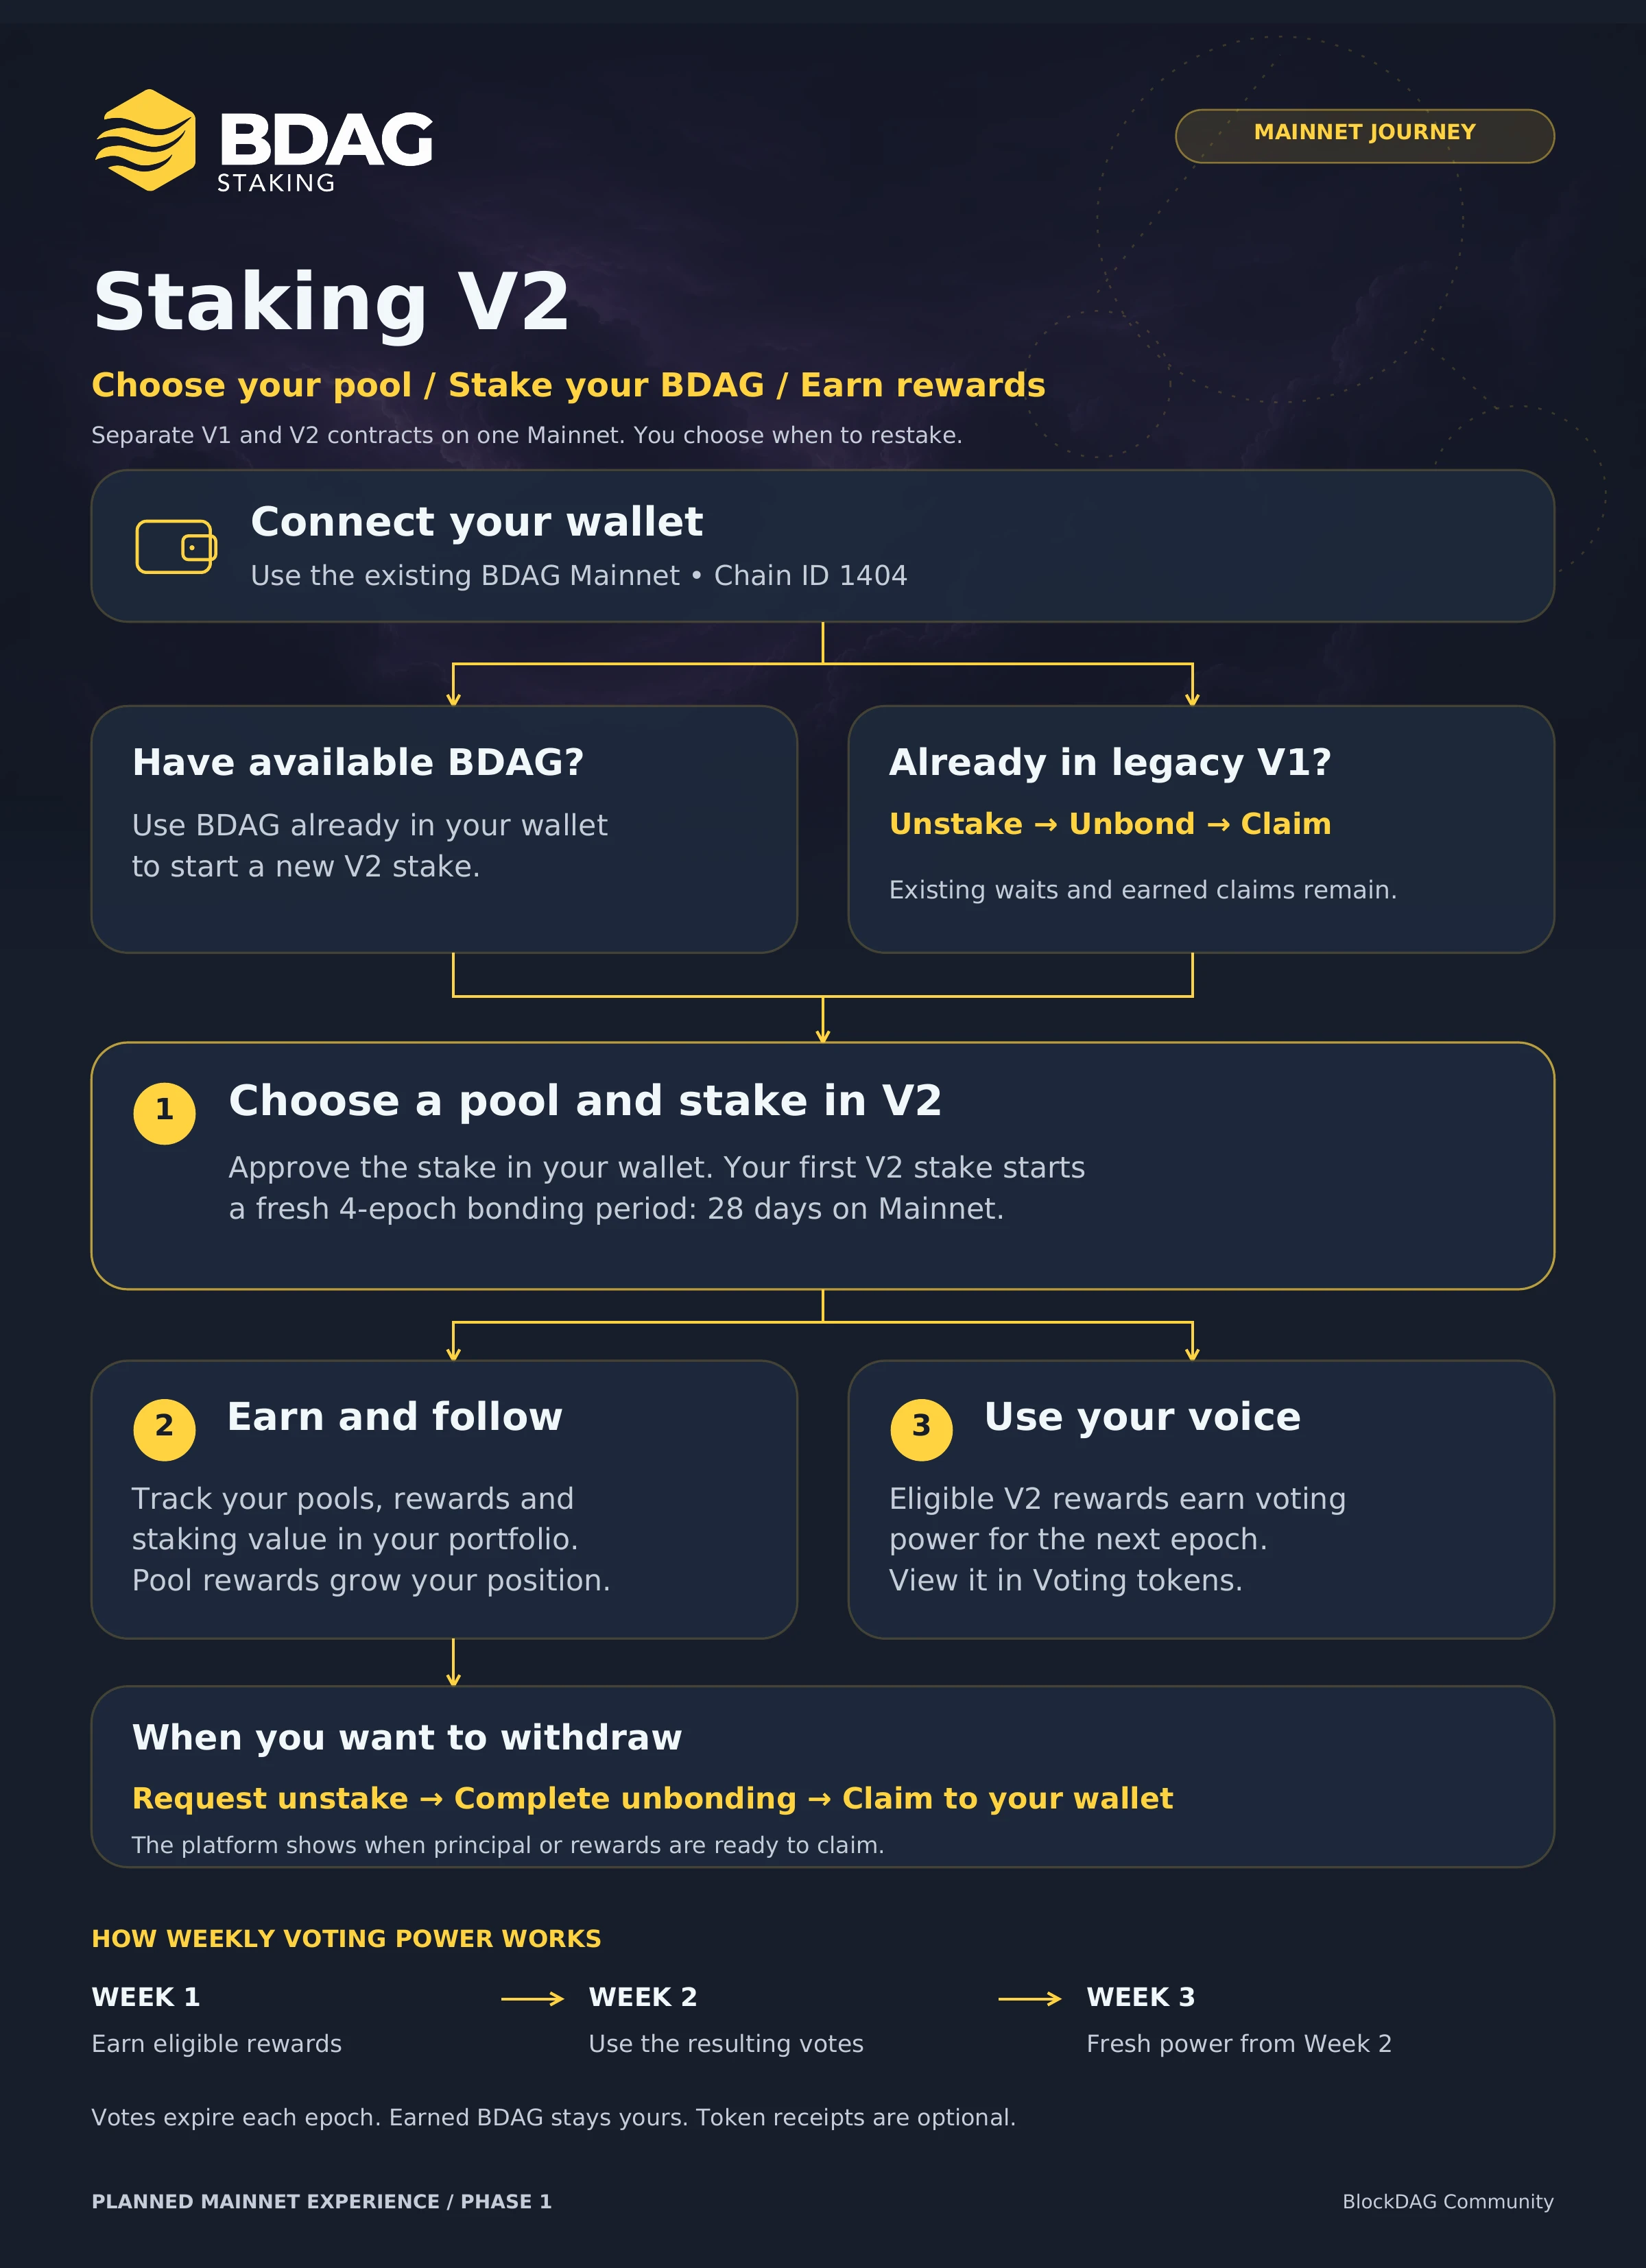 BDAG
STAKING
MAINNET JOURNEY
Staking V2
Choose your pool / Stake your BDAG / Earn rewards
Separate V1 and V2 contracts on one Mainnet. You choose when to restake.
Connect your wallet
Use the existing BDAG Mainnet • Chain ID 1404
Have available BDAG?
Use BDAG already in your wallet
to start a new V2 stake.
Already in legacy V1?
Unstake → Unbond → Claim
Existing waits and earned claims remain.
1
Choose a pool and stake in V2
Approve the stake in your wallet. Your first V2 stake starts
a fresh 4-epoch bonding period: 28 days on Mainnet.
2
Earn and follow
Track your pools, rewards and
staking value in your portfolio.
Pool rewards grow your position.
3
Use your voice
Eligible V2 rewards earn voting
power for the next epoch.
View it in Voting tokens.
When you want to withdraw
Request unstake → Complete unbonding → Claim to your wallet
The platform shows when principal or rewards are ready to claim.
HOW WEEKLY VOTING POWER WORKS
WEEK 1
Earn eligible rewards
WEEK 2
Use the resulting votes
WEEK 3
Fresh power from Week 2
Votes expire each epoch. Earned BDAG stays yours. Token receipts are optional.
PLANNED MAINNET EXPERIENCE / PHASE 1
BlockDAG Community